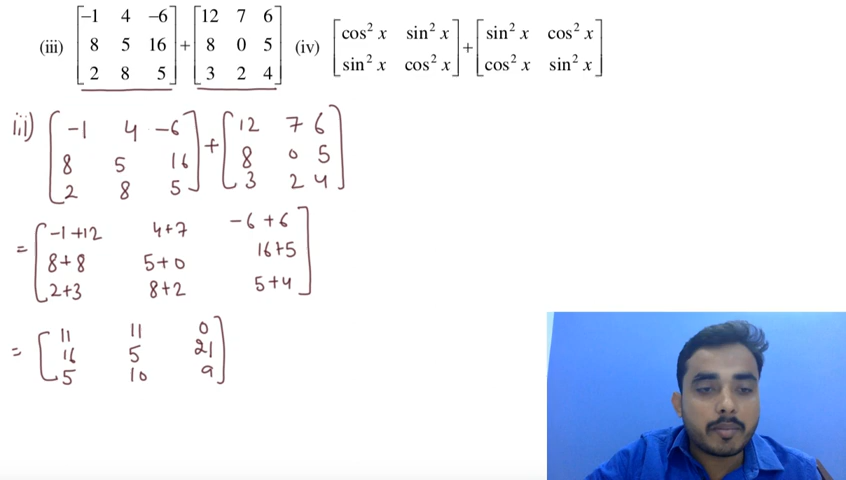 (iii) [−1 4 −6] + [12 7 6] (iv) [cos² x sin² x] + [sin² x cos² x]
[8 5 16] + [8 0 5] [sin² x cos² x] + [cos² x sin² x]
[2 8 5] [3 2 4]
iii) [-1 4 -6] + [12 7 6]
[8 5 16] [8 0 5]
[2 8 5] [3 2 4]
= [-1+12 4+7 -6+6]
[8+8 5+0 16+5]
[2+3 8+2 5+4]
= [11 11 0]
[16 5 21]
[5 10 9]